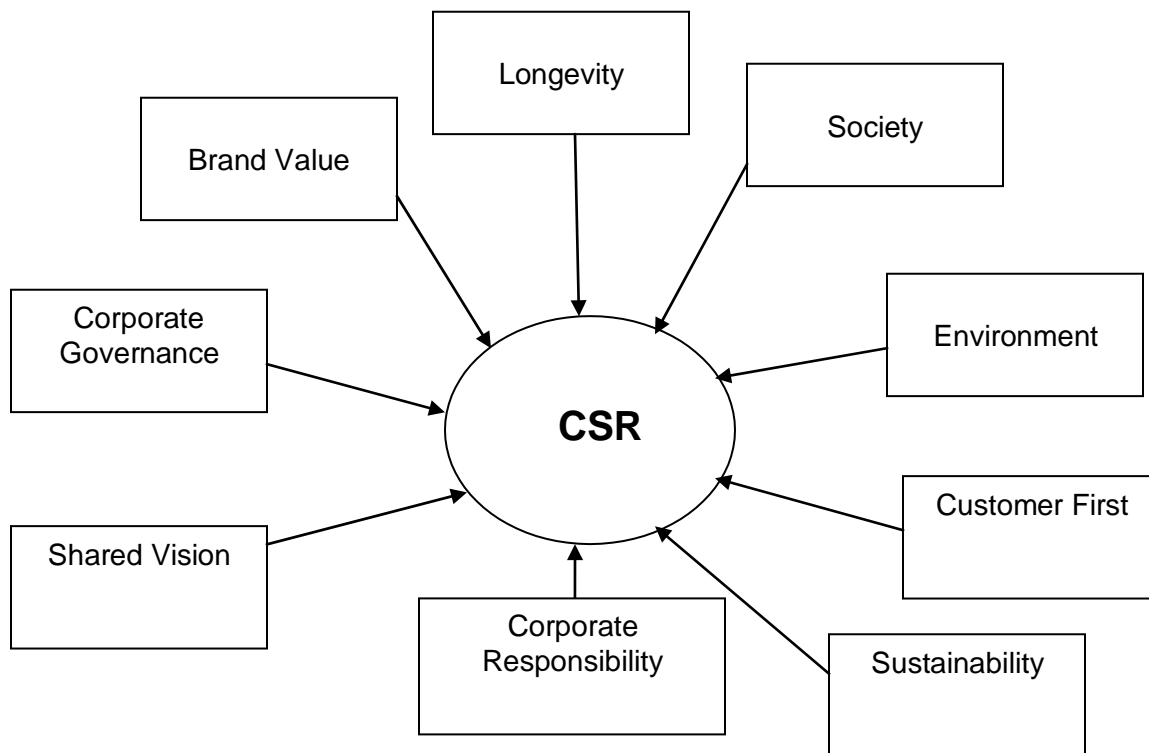 Longevity
Society
Brand Value
Corporate
Governance
Environment
CSR
Customer First
Shared Vision
Corporate
Responsibility
Sustainability